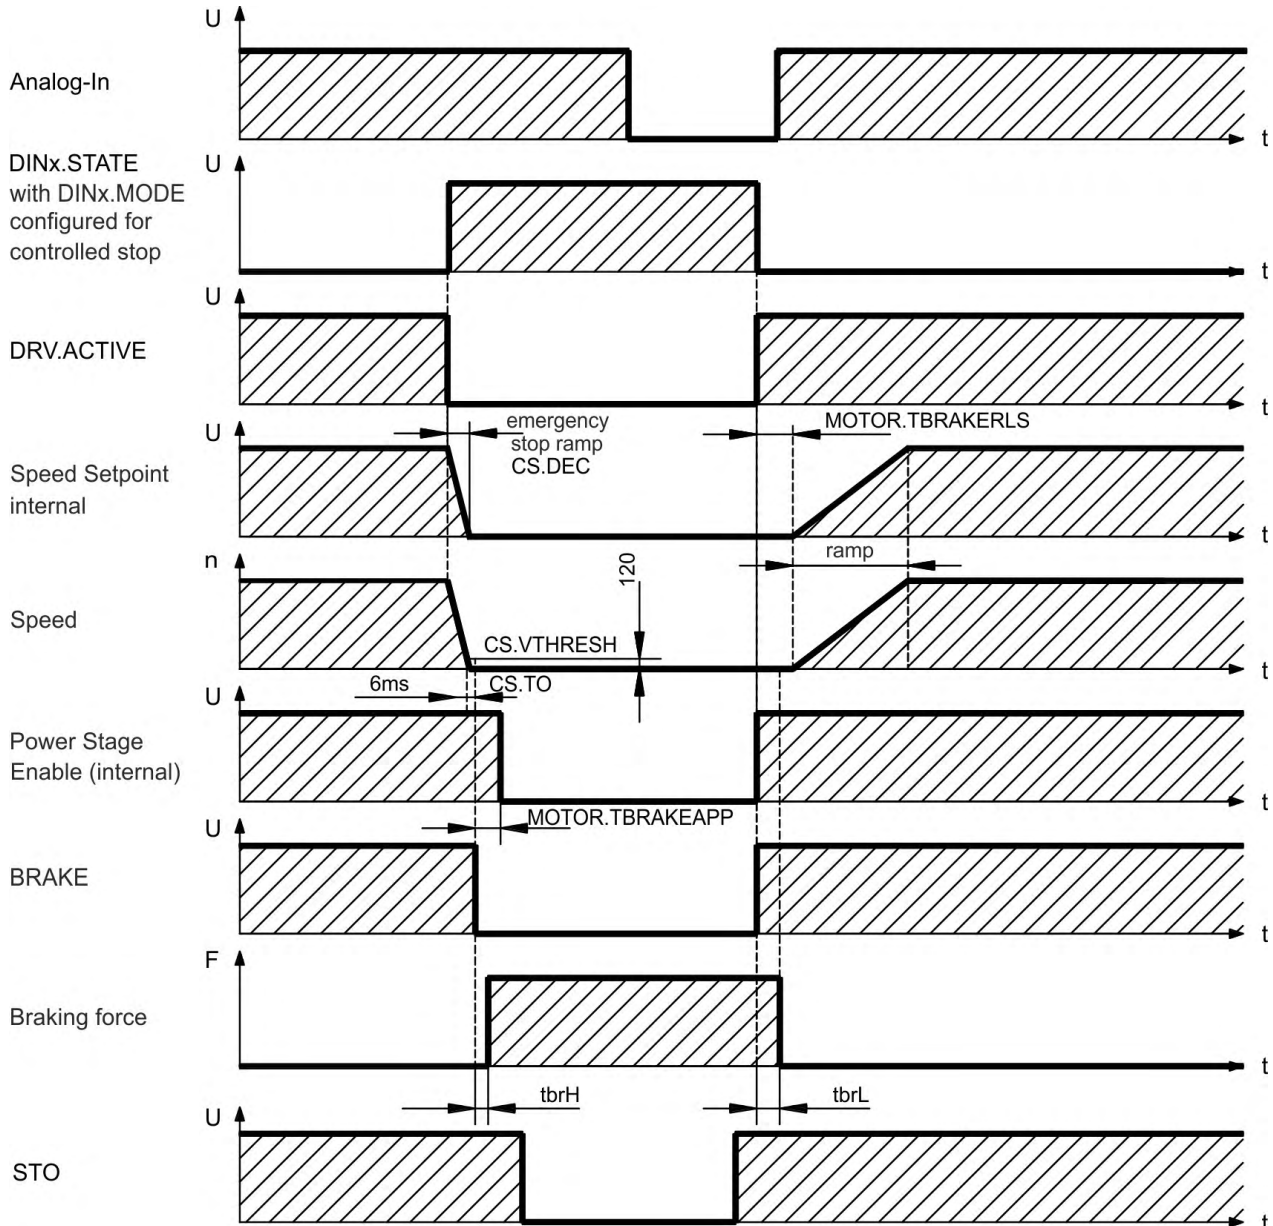 U
Analog-In
t
DINx.STATE
with DINx.MODE
configured for
controlled stop
U
t
U
DRV.ACTIVE
t
U
emergency
stop ramp
CS.DEC
MOTOR.TBRAKERLS
Speed Setpoint
internal
t
n
120
ramp
Speed
CS.VTHRESH
t
6ms
CS.TO
U
Power Stage
Enable (internal)
t
MOTOR.TBRAKEAPP
U
BRAKE
t
F
Braking force
t
tbrH
tbrL
U
STO
t